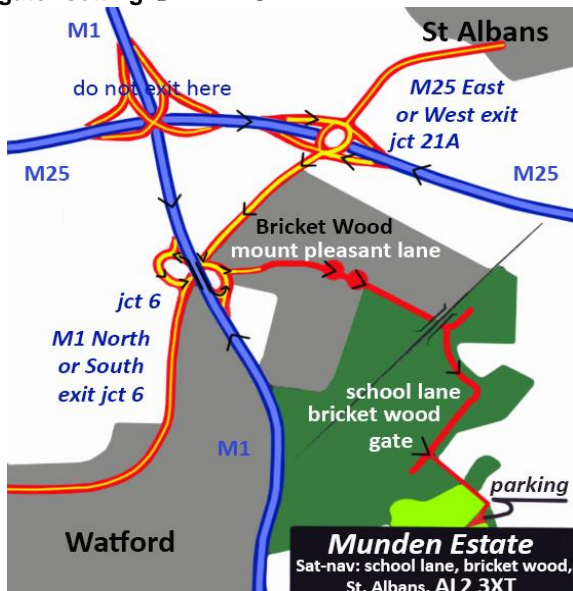 M1
St Albans
do not exit here
M25 East
or West exit
jct 21A
M25
M25
Bricket Wood
mount pleasant lane
jct 6
M1 North
or South
exit jct 6
school lane
bricket wood
gate
M1
parking
Watford
Munden Estate
Sat-nav: school lane, bricket wood,
St. Albans, AL2 3XT